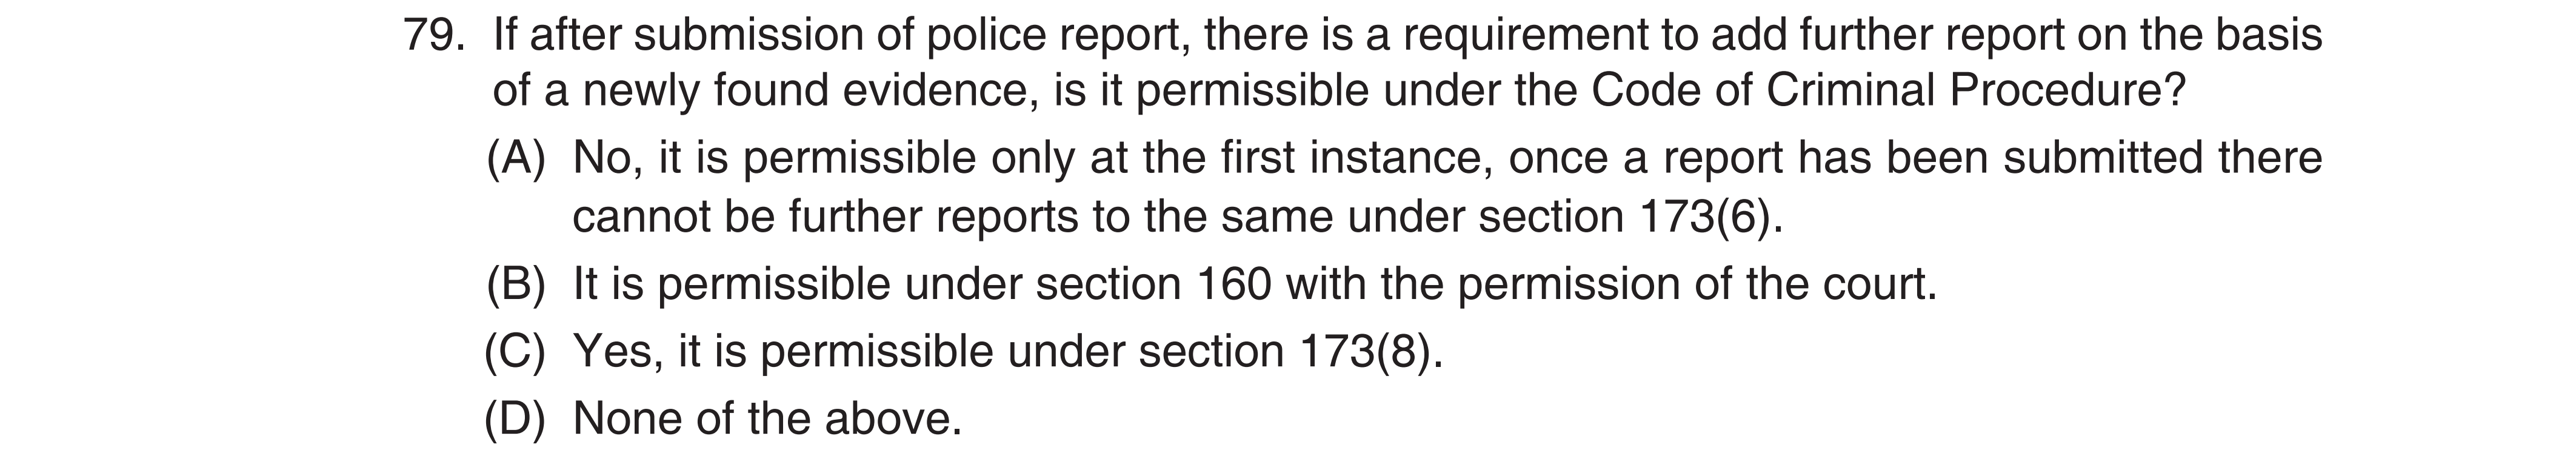 79. If after submission of police report, there is a requirement to add further report on the basis
of a newly found evidence, is it permissible under the Code of Criminal Procedure?
(A) No, it is permissible only at the first instance, once a report has been submitted there
cannot be further reports to the same under section 173(6).
(B) It is permissible under section 160 with the permission of the court.
(C) Yes, it is permissible under section 173(8).
(D) None of the above.